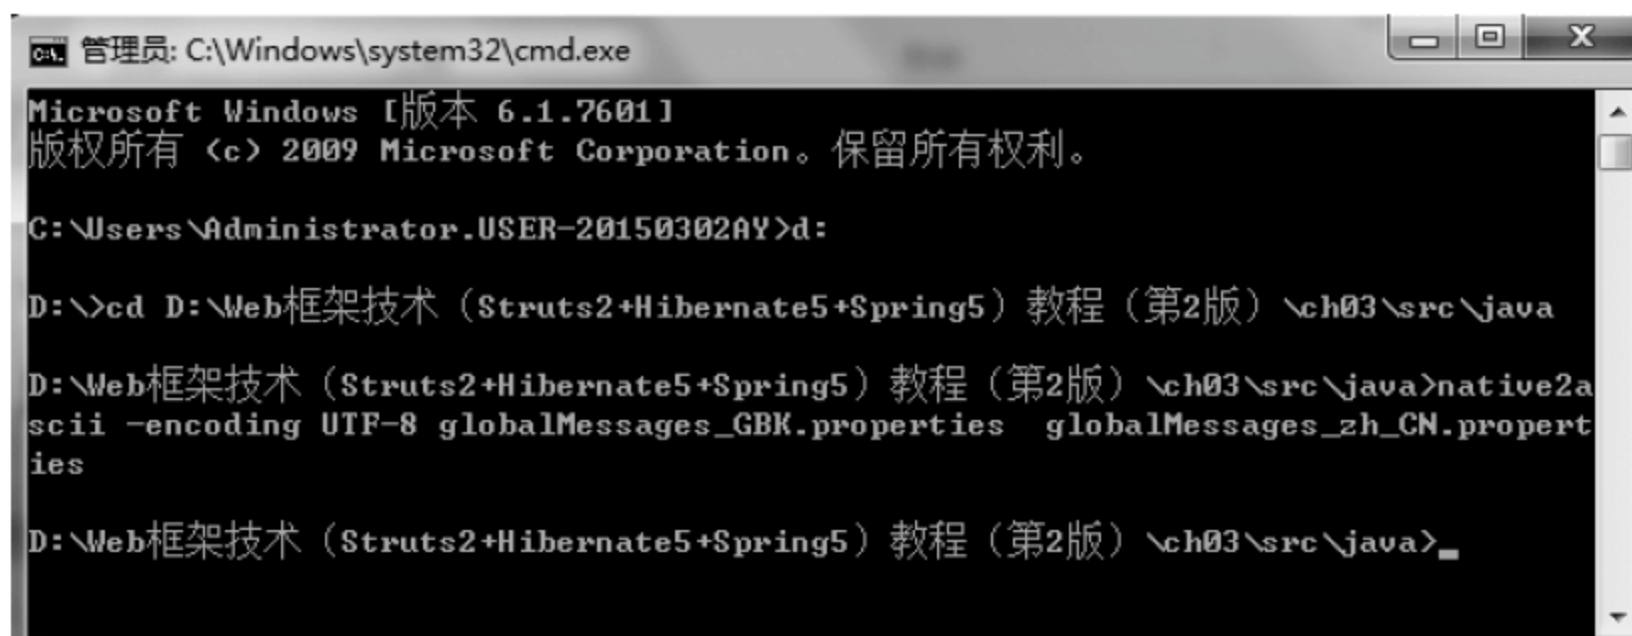 管理员: C:\Windows\system32\cmd.exe
Microsoft Windows [版本 6.1.7601]
版权所有 (c) 2009 Microsoft Corporation。保留所有权利。
C:\Users\Administrator.USER-20150302AY>d:
D:\>cd D:\Web框架技术（Struts2+Hibernate5+Spring5）教程（第2版）\ch03\src\java
D:\Web框架技术（Struts2+Hibernate5+Spring5）教程（第2版）\ch03\src\java>native2a
scii -encoding UTF-8 globalMessages_GBK.properties  globalMessages_zh_CN.propert
ies
D:\Web框架技术（Struts2+Hibernate5+Spring5）教程（第2版）\ch03\src\java>